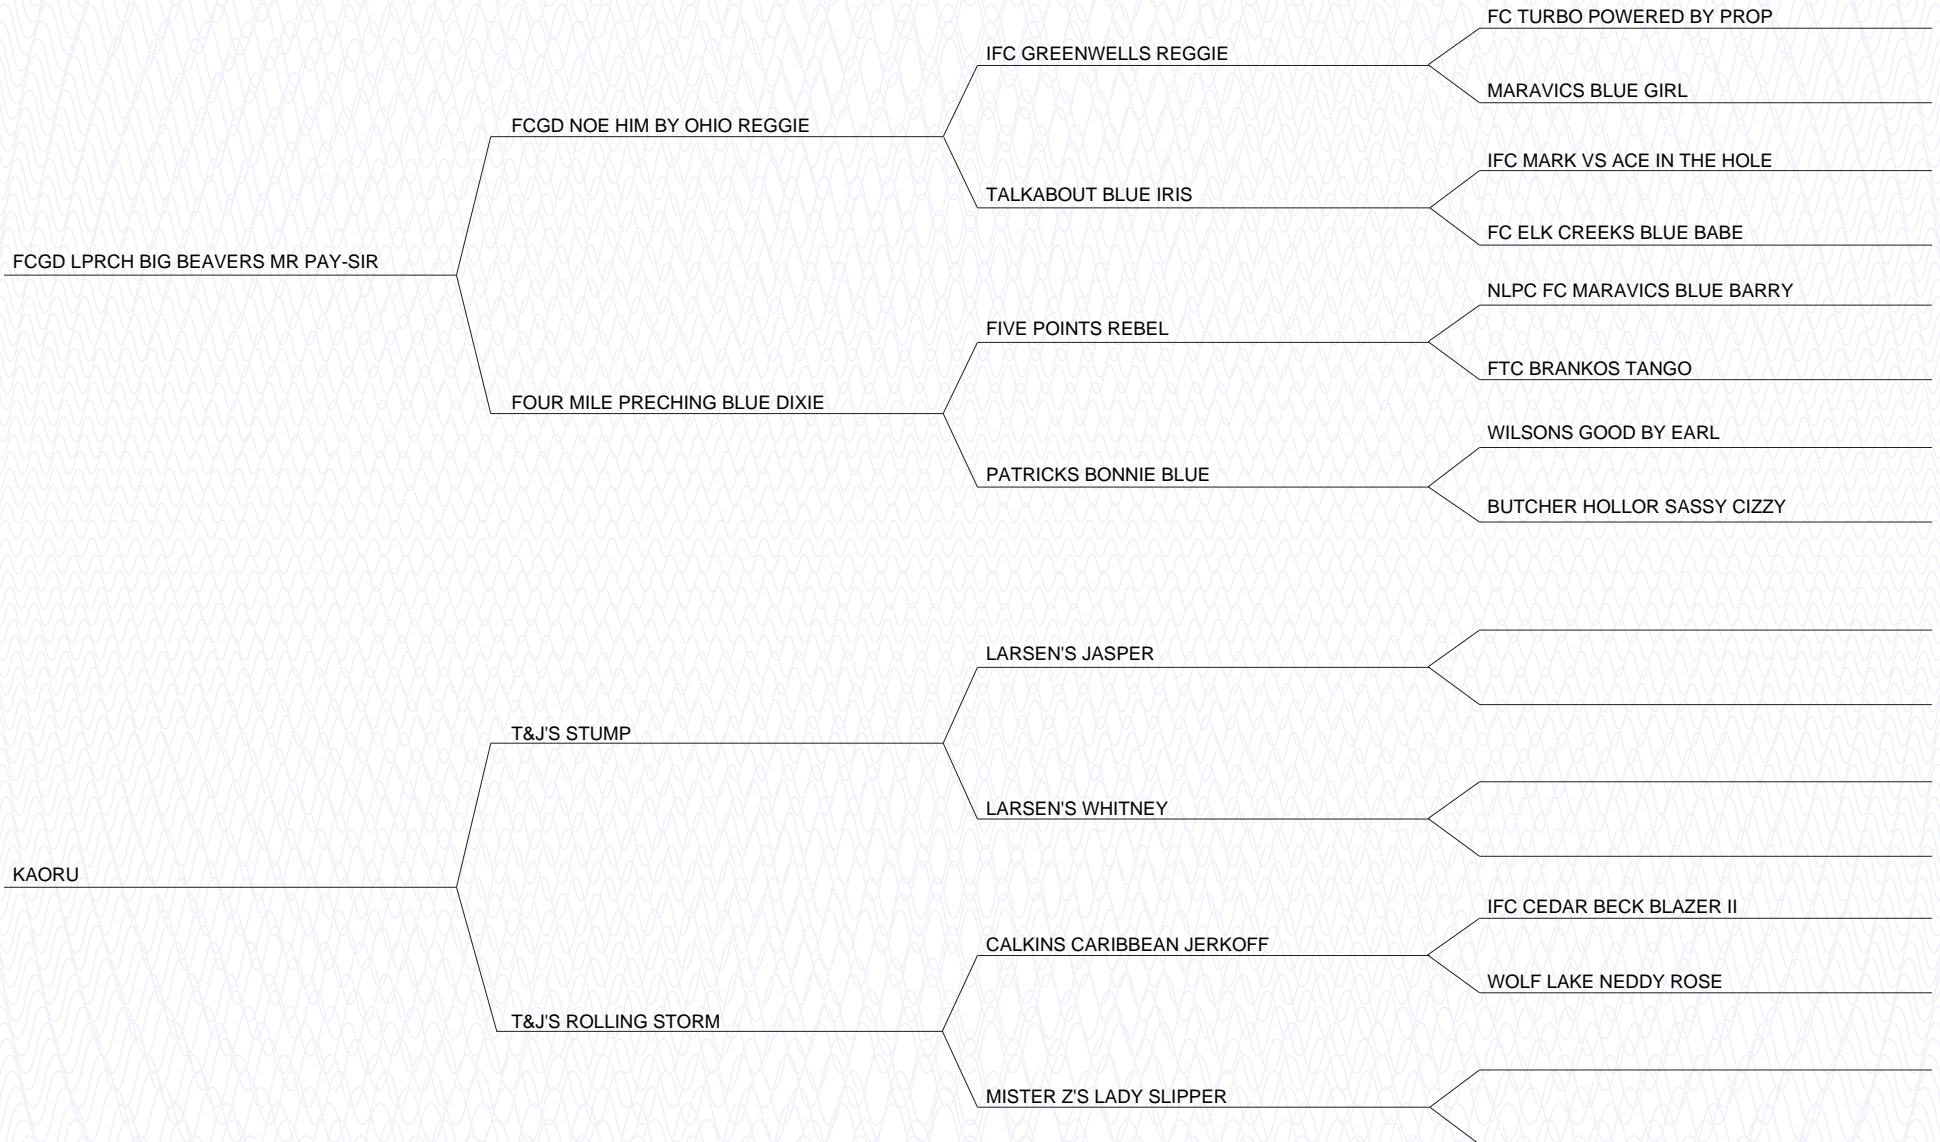 FC TURBO POWERED BY PROP
IFC GREENWELLS REGGIE
MARAVICS BLUE GIRL
FCGD NOE HIM BY OHIO REGGIE
IFC MARK VS ACE IN THE HOLE
TALKABOUT BLUE IRIS
FC ELK CREEKS BLUE BABE
FCGD LPRCH BIG BEAVERS MR PAY-SIR
NLPC FC MARAVICS BLUE BARRY
FIVE POINTS REBEL
FTC BRANKOS TANGO
FOUR MILE PRECHING BLUE DIXIE
WILSONS GOOD BY EARL
PATRICKS BONNIE BLUE
BUTCHER HOLLOR SASSY CIZZY
LARSEN'S JASPER
T&J'S STUMP
LARSEN'S WHITNEY
KAORU
IFC CEDAR BECK BLAZER II
CALKINS CARIBBEAN JERKOFF
WOLF LAKE NEDDY ROSE
T&J'S ROLLING STORM
MISTER Z'S LADY SLIPPER